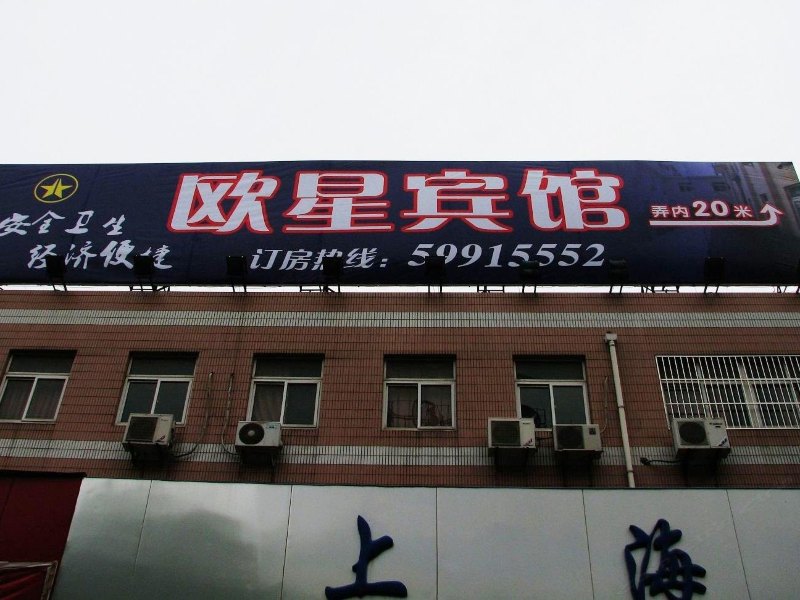 欧星宾馆
安全卫生
经济便捷
弄内20米
订房热线：59915552
上海